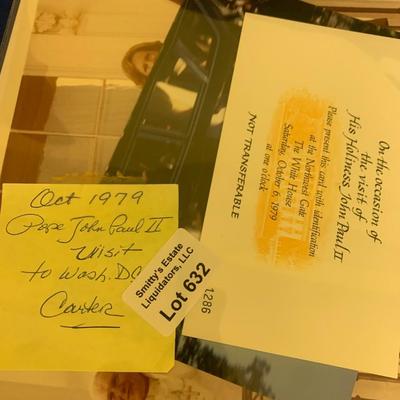 On the occasion of
the visit of
His Holiness John Paul II
Please present this card with identification
at the Northwest Gate
The White House
Saturday, October 6, 1979
at one o'clock
NOT TRANSFERABLE
Oct 1979
Pope John Paul II
Visit
to Wash. DC
Carter
Smitty's Estate
Liquidators, LLC
Lot 632
1286